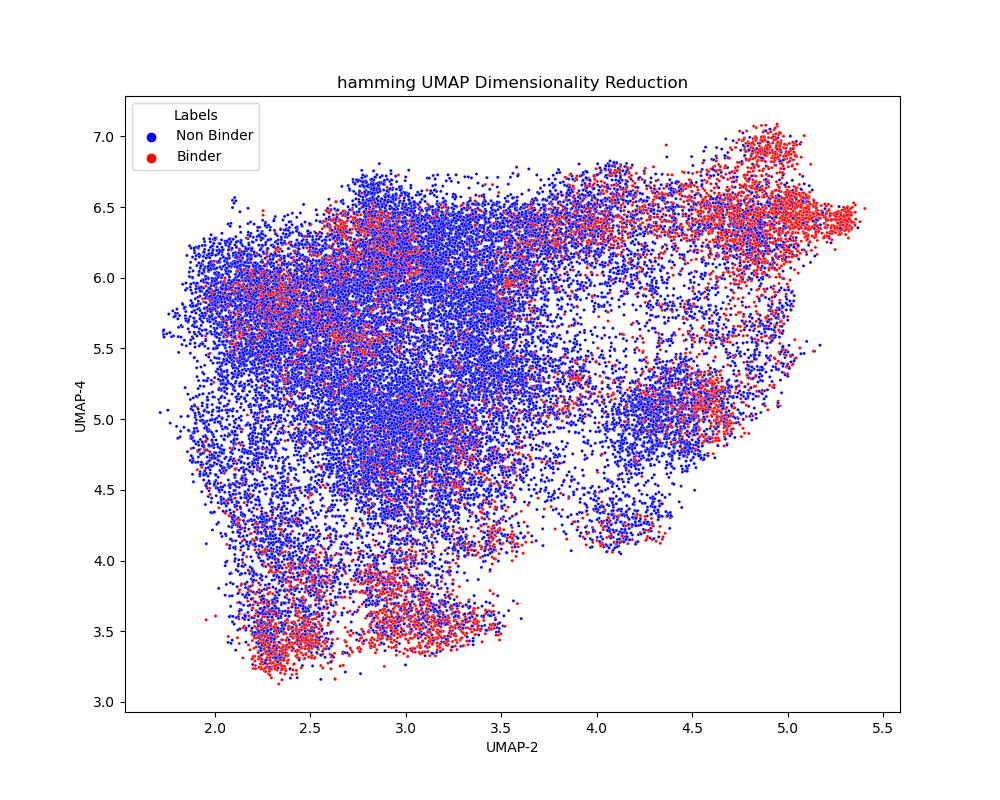 hamming UMAP Dimensionality Reduction
Labels
Non Binder
Binder
7.0
6.5
6.0
5.5
5.0
4.5
4.0
3.5
3.0
UMAP-4
2.0 2.5 3.0 3.5 4.0 4.5 5.0 5.5
UMAP-2